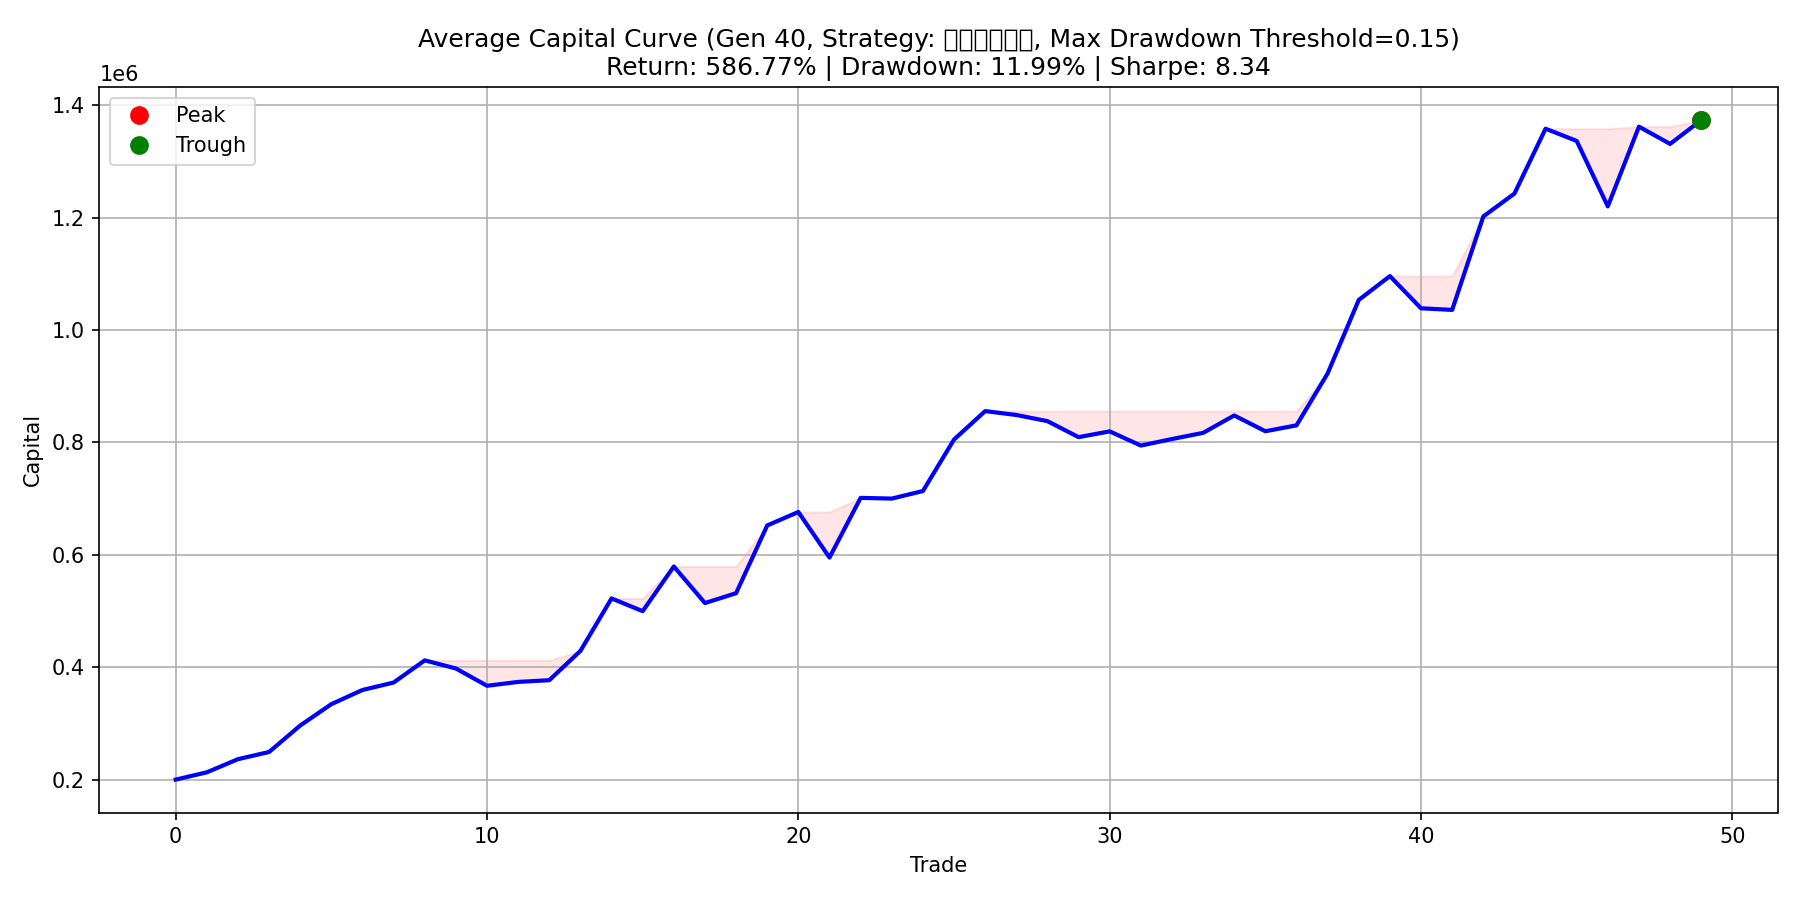 Average Capital Curve (Gen 40, Strategy: □□□□□□, Max Drawdown Threshold=0.15)
Return: 586.77% | Drawdown: 11.99% | Sharpe: 8.34
1e6
Peak
Trough
1.4
1.2
1.0
0.8
0.6
0.4
0.2
Capital
0 10 20 30 40 50
Trade